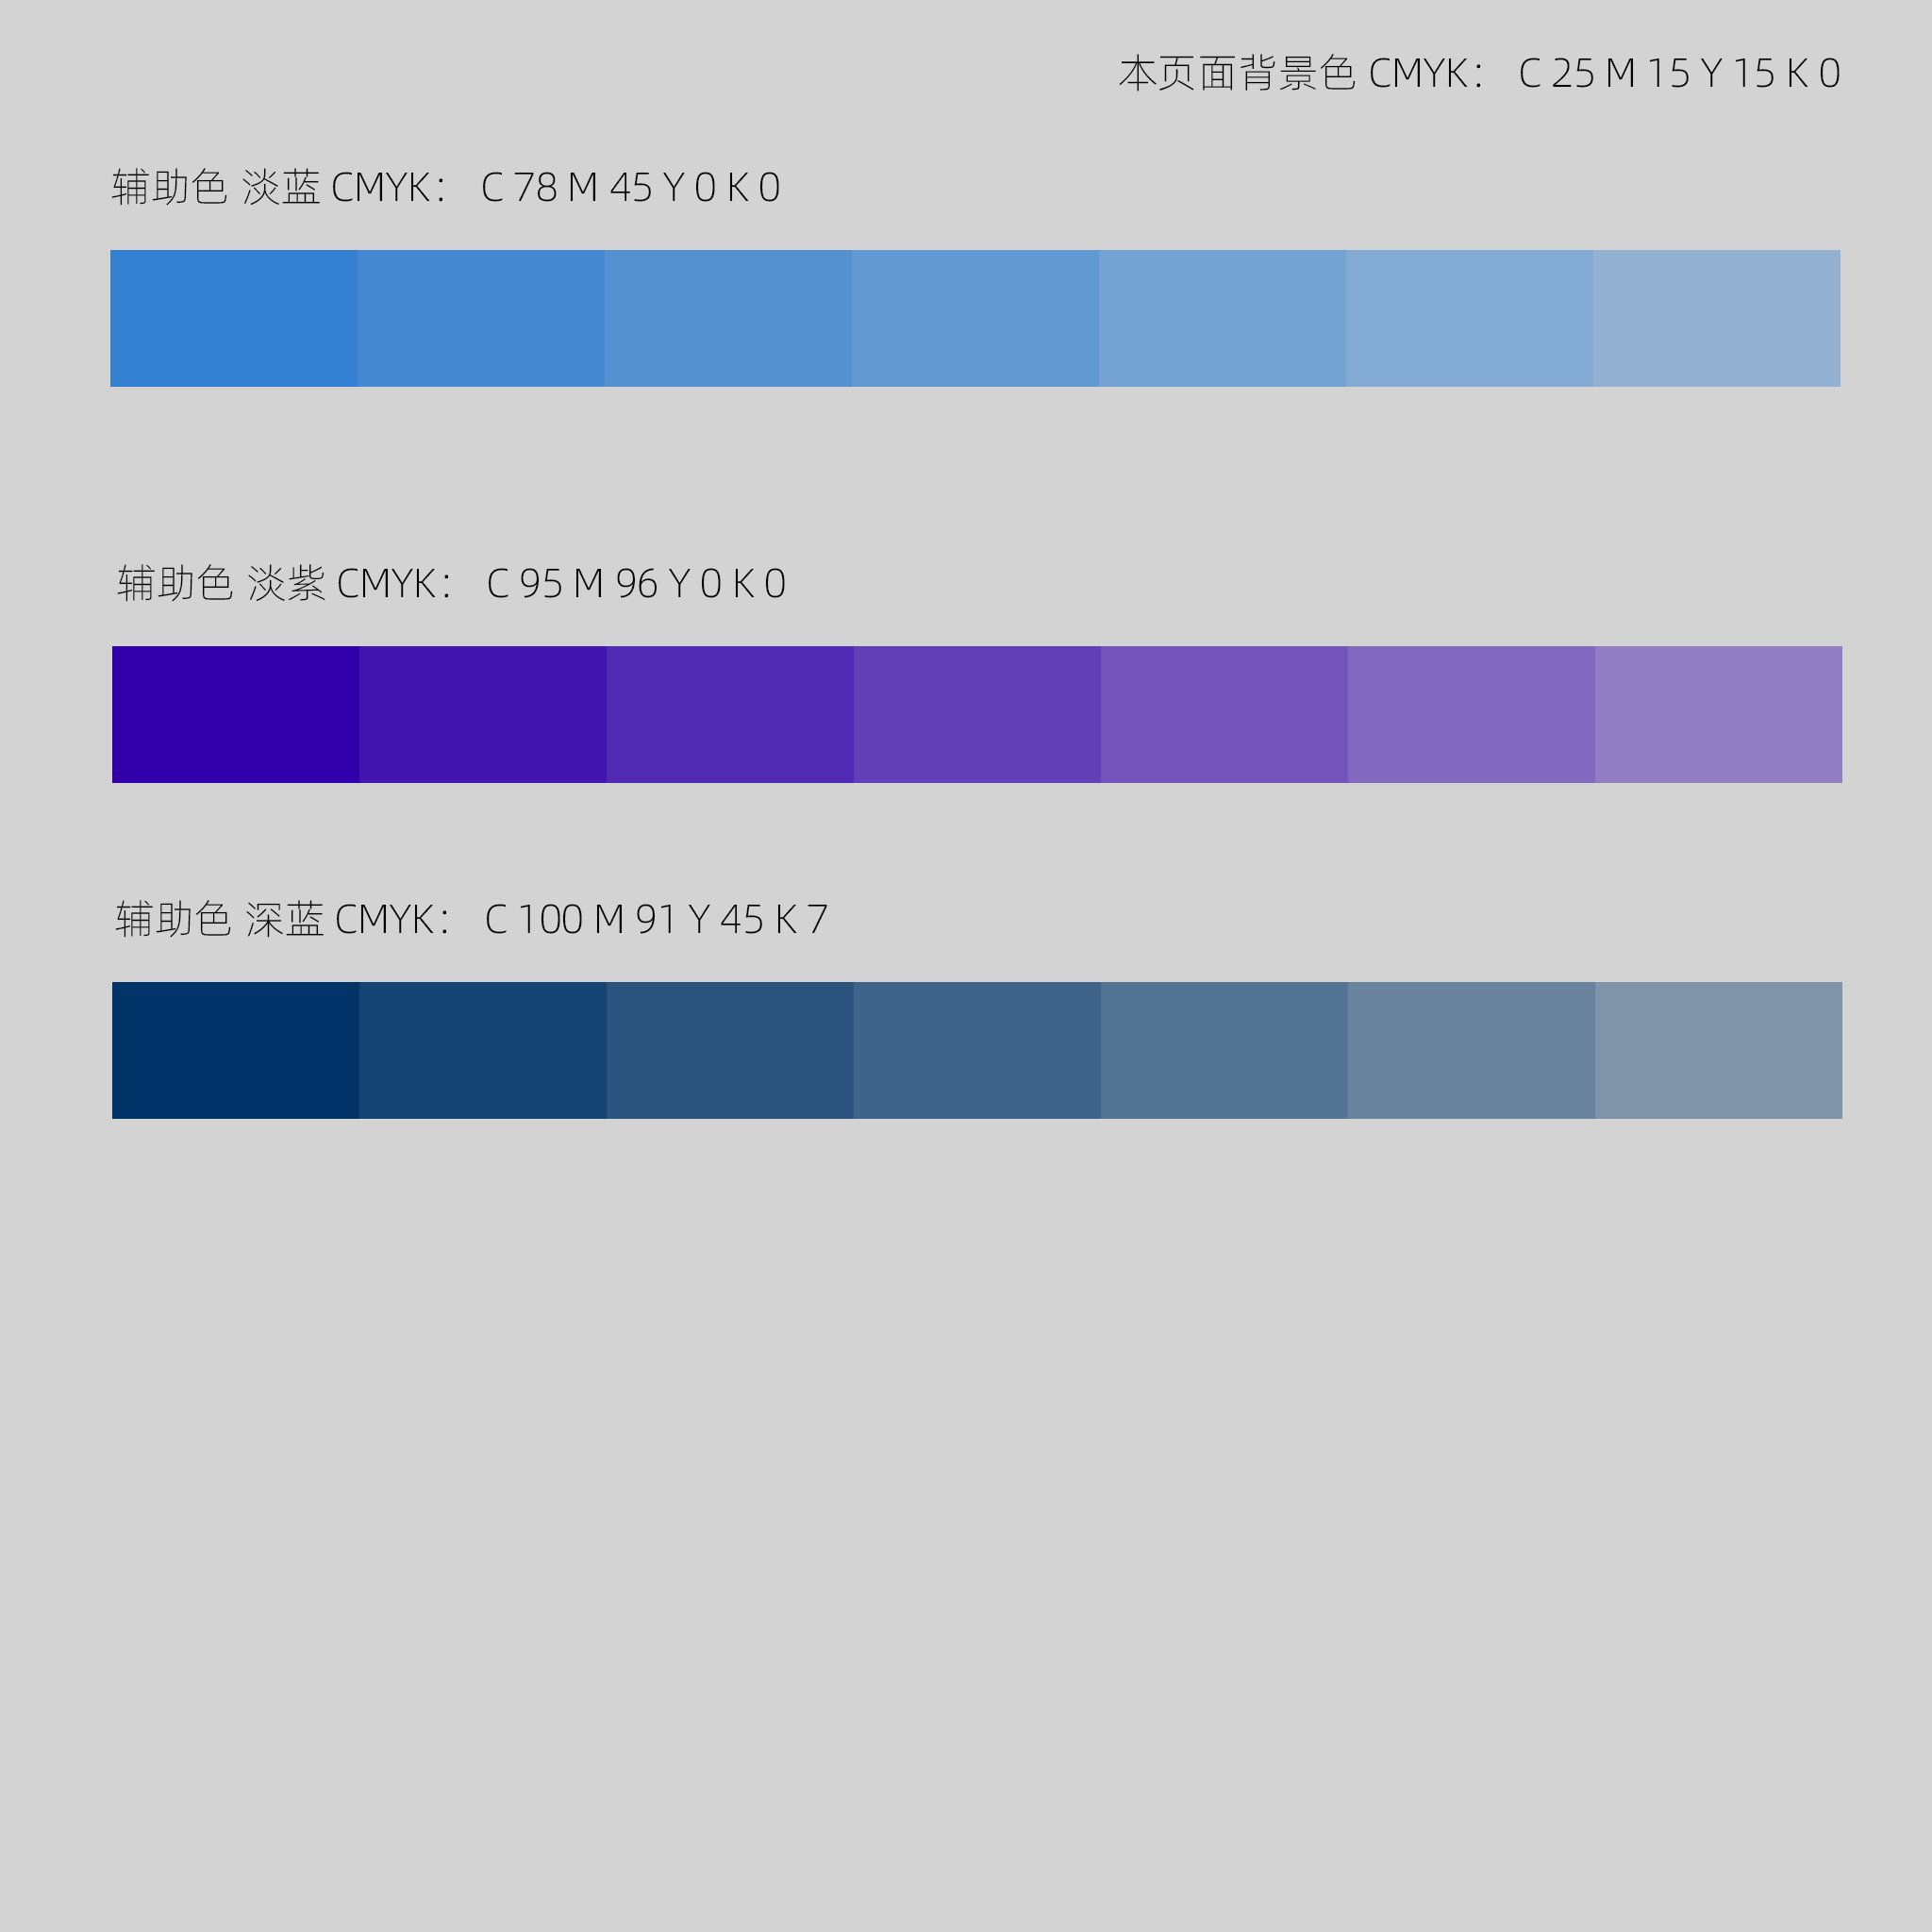 本页面背景色 CMYK： C 25 M 15 Y 15 K 0
辅助色 淡蓝 CMYK： C 78 M 45 Y 0 K 0
辅助色 淡紫 CMYK： C 95 M 96 Y 0 K 0
辅助色 深蓝 CMYK： C 100 M 91 Y 45 K 7